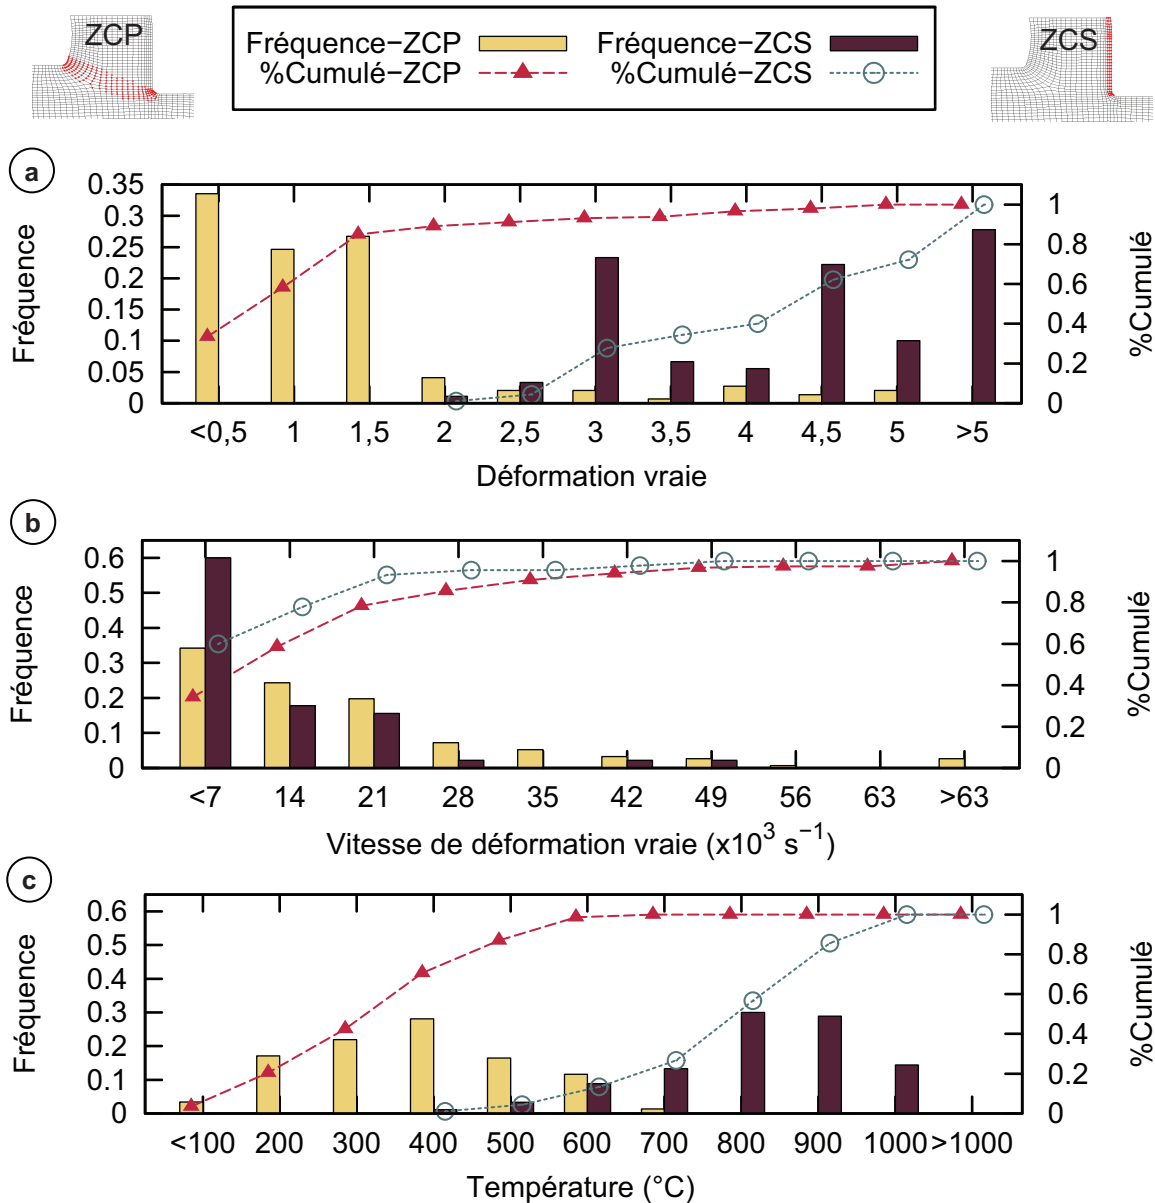 ZCP
Fréquence−ZCP
Fréquence−ZCS
%Cumulé−ZCP
%Cumulé−ZCS
ZCS
a
0.35
0.3
0.25
0.2
0.15
0.1
0.05
0
Fréquence
1
0.8
0.6
0.4
0.2
0
%Cumulé
<0,5 1 1,5 2 2,5 3 3,5 4 4,5 5 >5
Déformation vraie
b
0.6
0.5
0.4
0.3
0.2
0.1
0
Fréquence
1
0.8
0.6
0.4
0.2
0
%Cumulé
<7 14 21 28 35 42 49 56 63 >63
Vitesse de déformation vraie (x10³ s⁻¹)
c
0.6
0.5
0.4
0.3
0.2
0.1
0
Fréquence
1
0.8
0.6
0.4
0.2
0
%Cumulé
<100 200 300 400 500 600 700 800 900 1000 >1000
Température (°C)